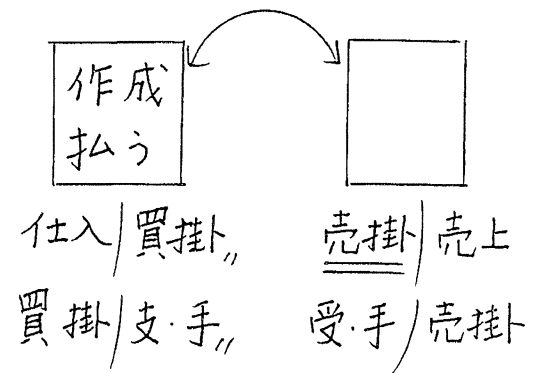 作成
払う
仕入/買掛〃 売掛/売上
買掛/支・手〃 受・手/売掛